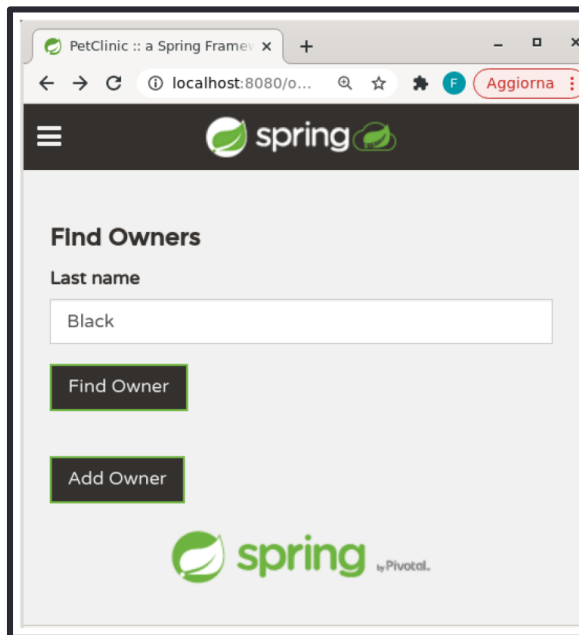 PetClinic :: a Spring Framew
localhost:8080/o... F Aggiorna
spring
Find Owners
Last name
Black
Find Owner
Add Owner
spring by Pivotal.